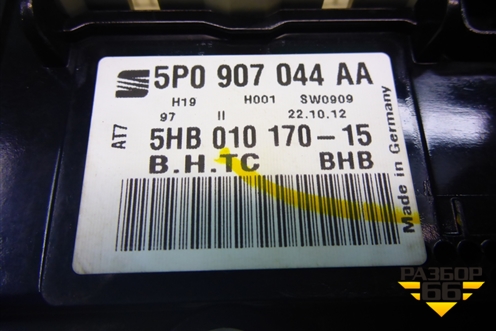 5P0 907 044 AA
H19 H001 SW0909
97 II 22.10.12
AT7
5HB 010 170-15
B.H.TC BHB
Made in Germany
РАЗБОР
66